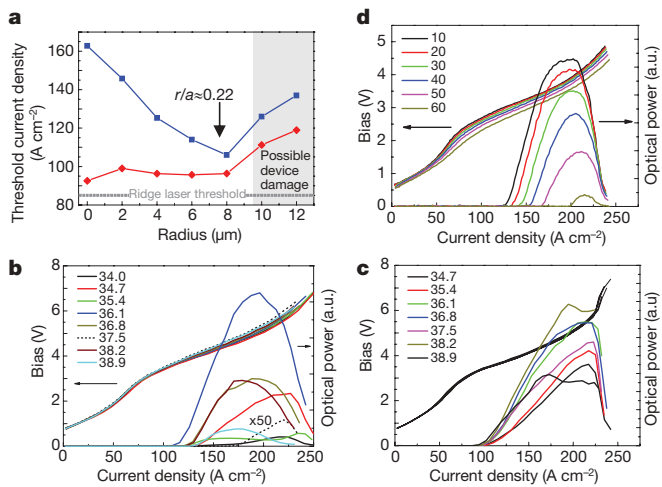 a
Threshold current density
(A cm⁻²)
160
140
120
100
80
r/a≈0.22
Possible
device
damage
Ridge laser threshold
0 2 4 6 8 10 12
Radius (μm)
d
Bias (V)
5
4
3
2
1
0
10
20
30
40
50
60
Optical power (a.u.)
0 50 100 150 200 250
Current density (A cm⁻²)
b
Bias (V)
8
6
4
2
0
34.0
34.7
35.4
36.1
36.8
37.5
38.2
38.9
x50
Optical power (a.u.)
0 50 100 150 200 250
Current density (A cm⁻²)
c
Bias (V)
8
6
4
2
0
34.7
35.4
36.1
36.8
37.5
38.2
38.9
Optical power (a.u)
0 50 100 150 200 250
Current density (A cm⁻²)